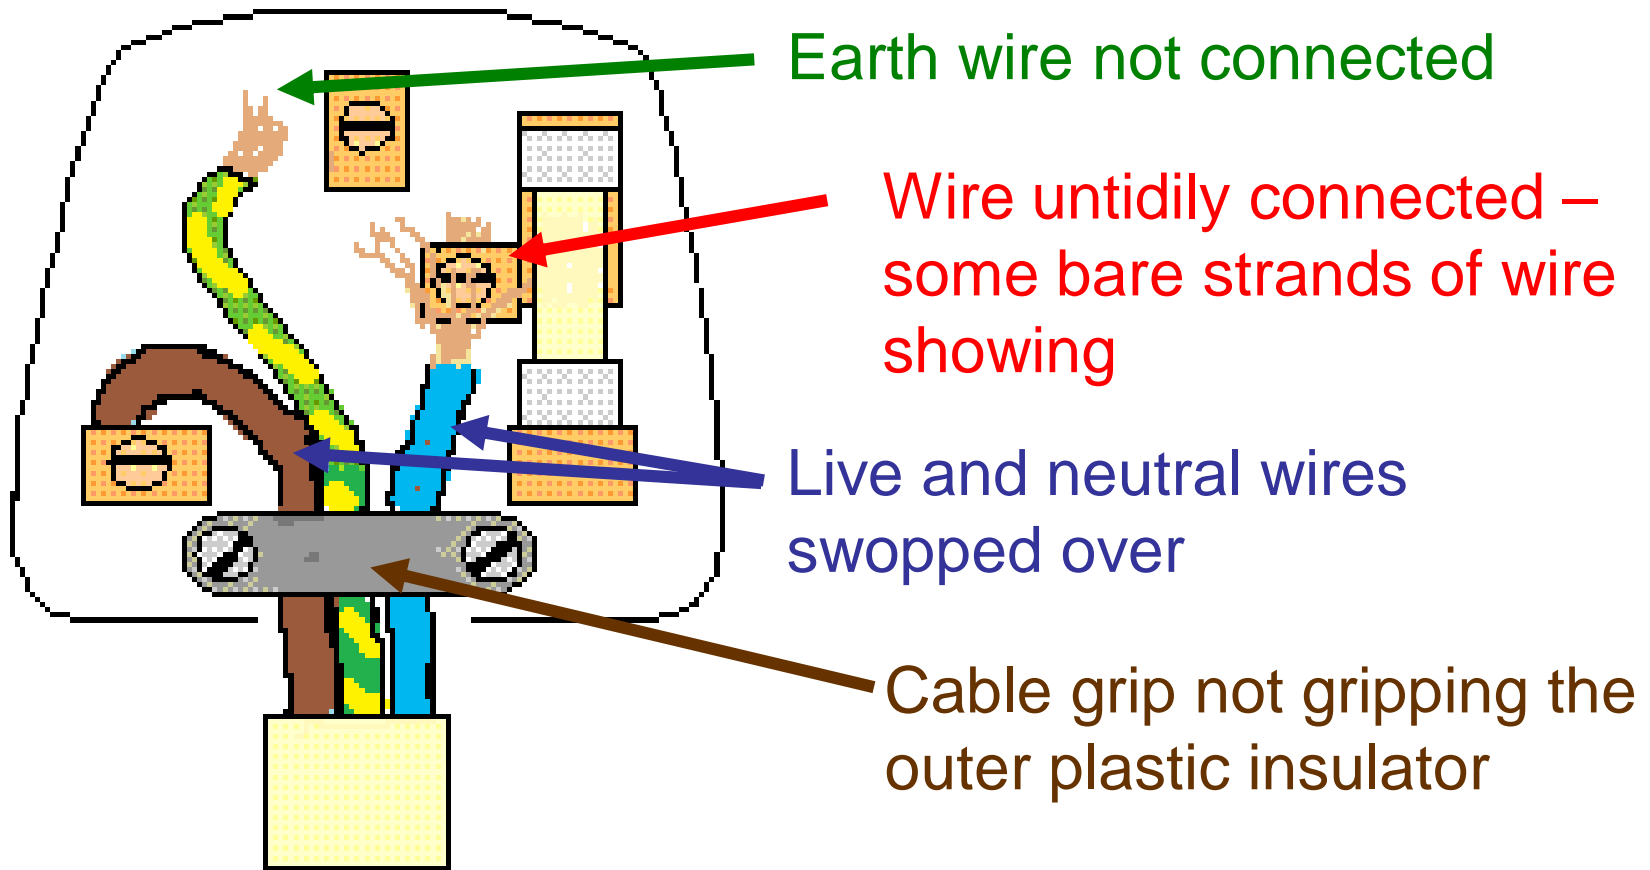 Earth wire not connected
Wire untidily connected –
some bare strands of wire
showing
Live and neutral wires
swopped over
Cable grip not gripping the
outer plastic insulator